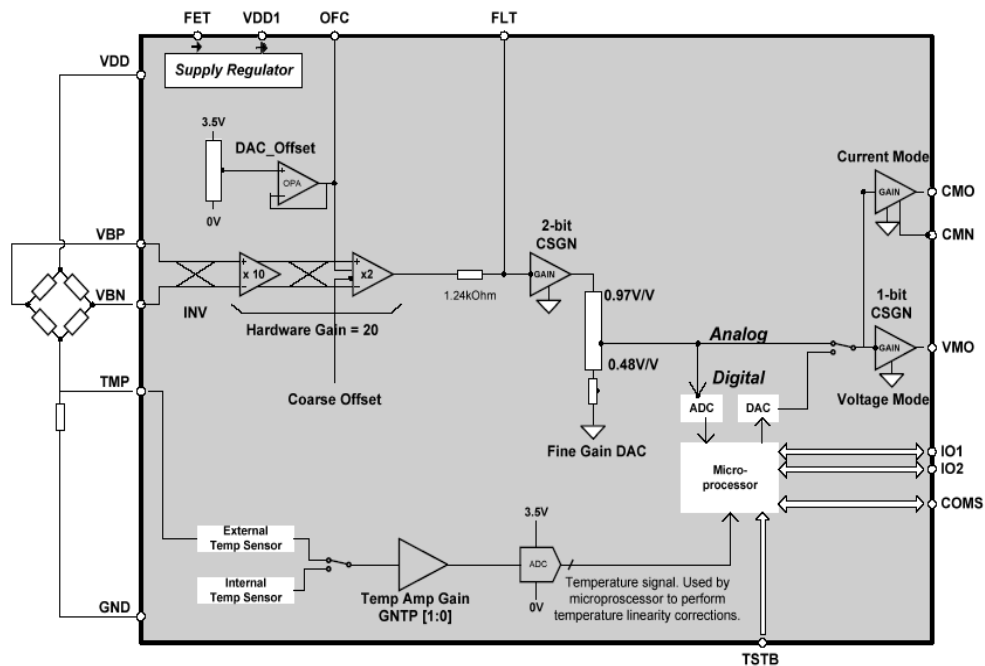 FET VDD1 OFC FLT
VDD
Supply Regulator
3.5V
DAC_Offset
+
OPA
-
0V
Current Mode
GAIN
CMO
CMN
2-bit
CSGN
VBP
+
x 10
-
+
x2
-
GAIN
1.24kOhm
0.97V/V
1-bit
CSGN
VBN
INV
Hardware Gain = 20
Analog
GAIN
VMO
0.48V/V
Digital
TMP
Coarse Offset
ADC
DAC
Voltage Mode
Fine Gain DAC
Micro-
processor
IO1
IO2
COMS
External
Temp Sensor
3.5V
ADC
Internal
Temp Sensor
0V
Temp Amp Gain
GNTP [1:0]
Temperature signal. Used by
microproscessor to perform
temperature linearity corrections.
GND
TSTB